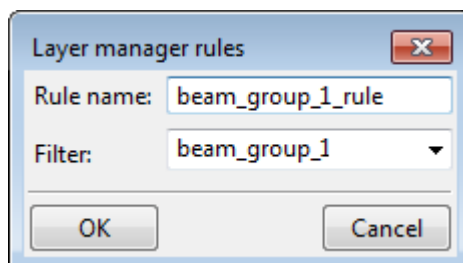 Layer manager rules
Rule name: beam_group_1_rule
Filter: beam_group_1
OK Cancel